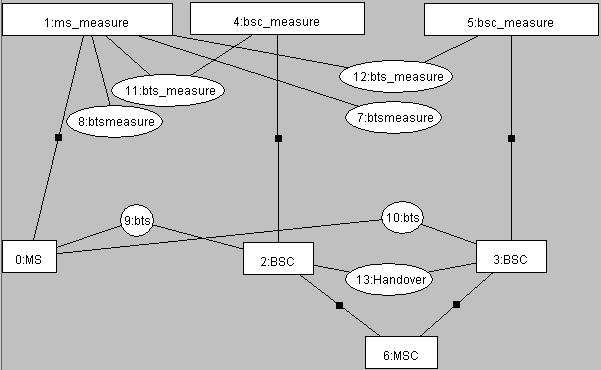 1:ms_measure
4:bsc_measure
5:bsc_measure
12:bts_measure
11:bts_measure
8:btsmeasure
7:btsmeasure
9:bts
10:bts
0:MS
2:BSC
3:BSC
13:Handover
6:MSC